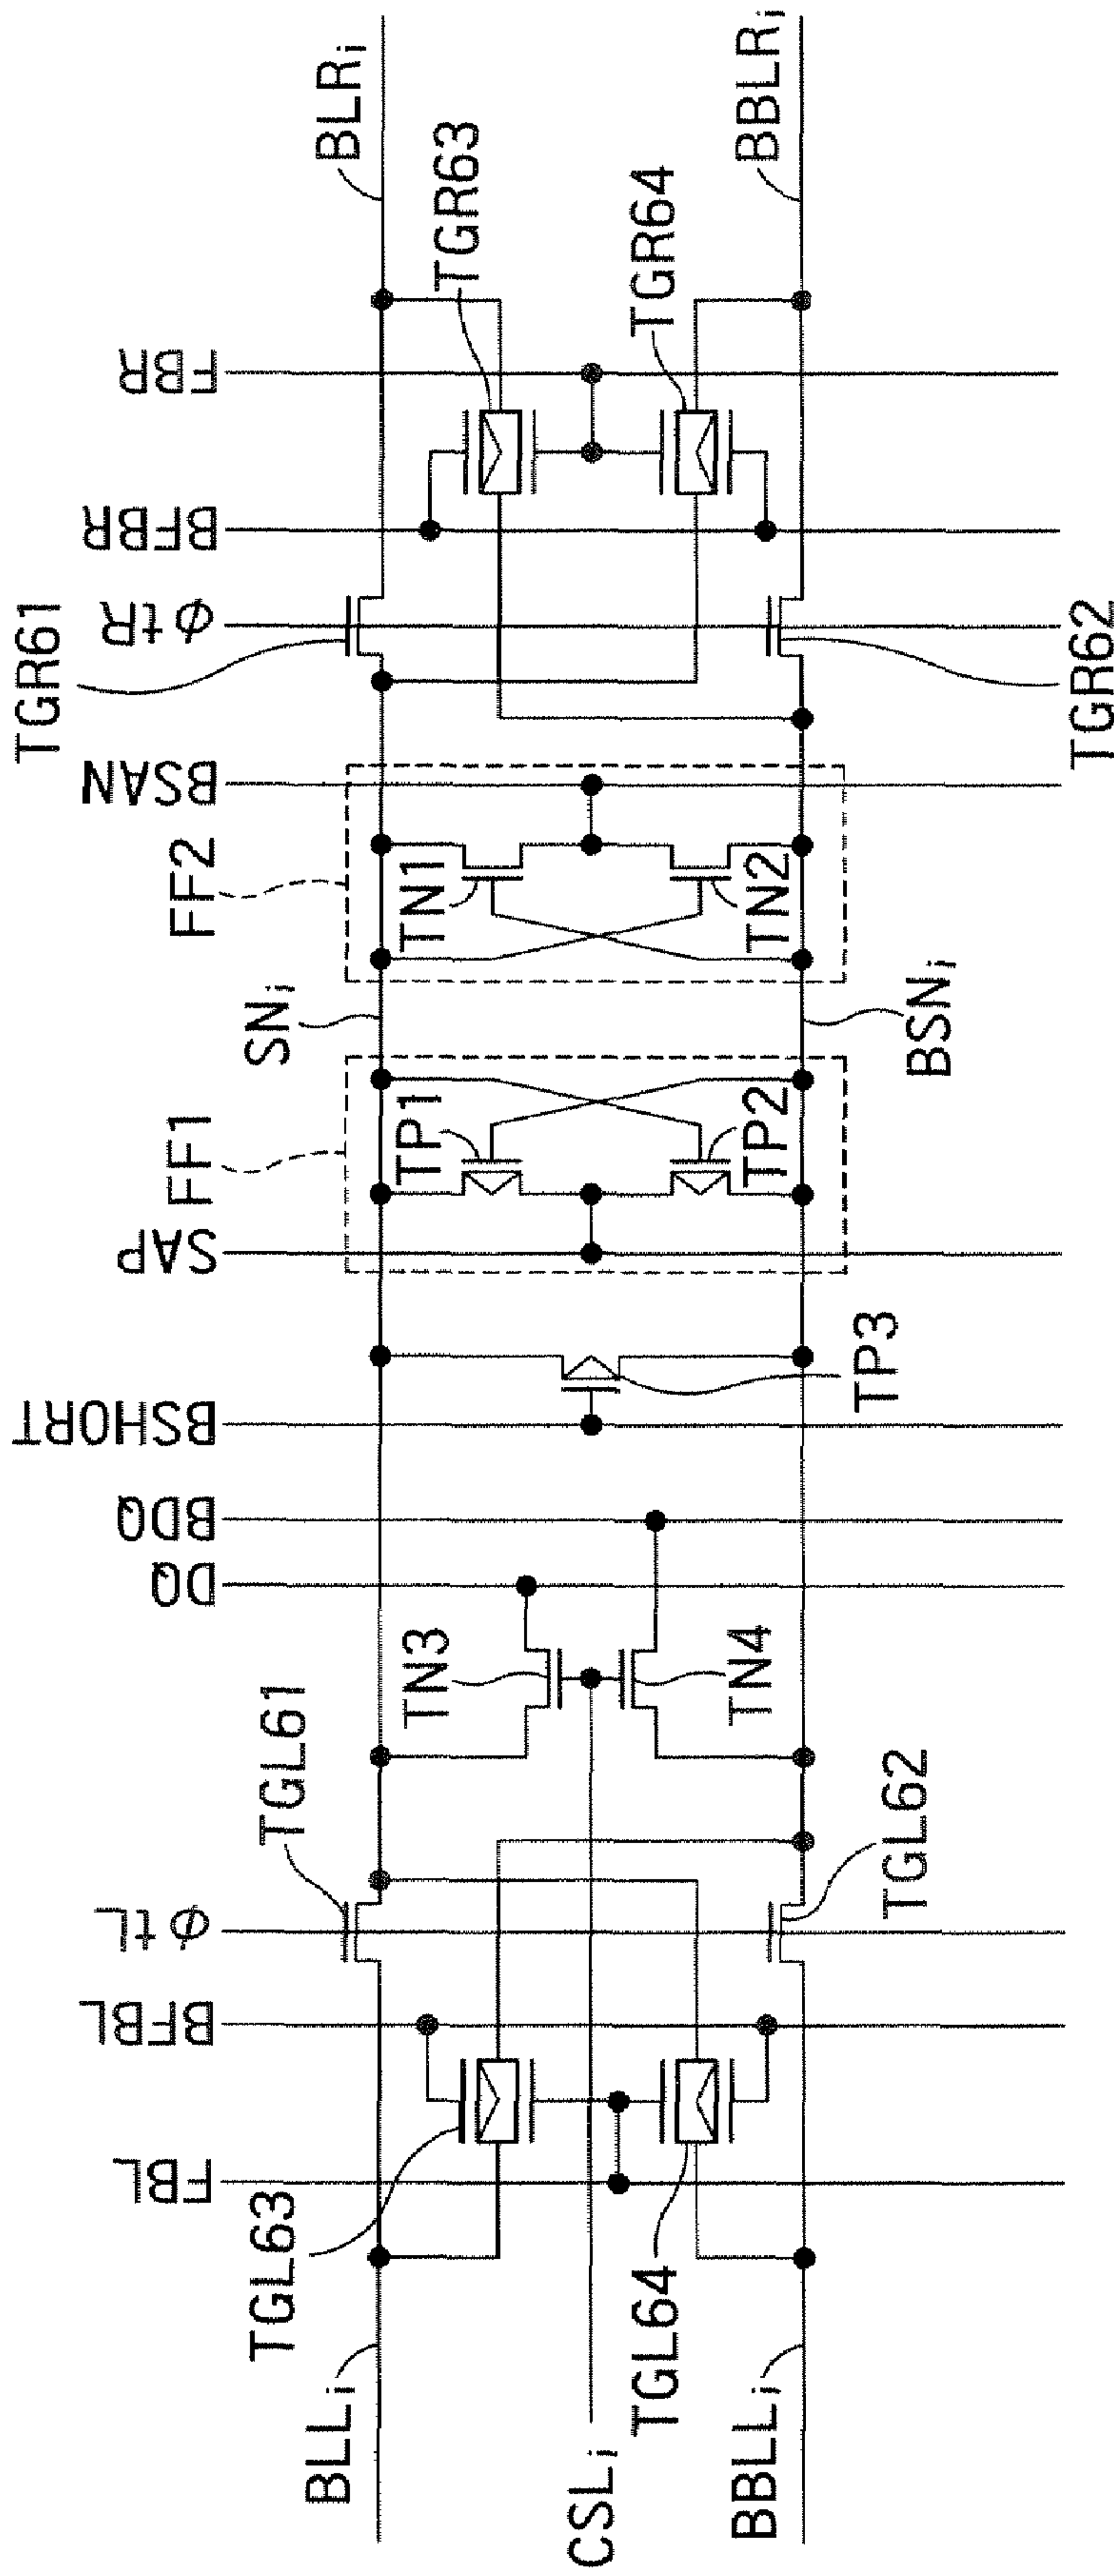 FBL
BFBL
φtL
DQ
BDQ
BSHORT
SAP
FF1
FF2
BSAN
TGR61
φtR
BFBR
FBR
BLLi
TGL63
TGL61
TN3
TP1
SNi
TN1
TGR63
BLRi
CSLi
TGL64
TN4
TP2
TN2
TGR64
BBLLi
TGL62
TP3
BSNi
TGR62
BBLRi